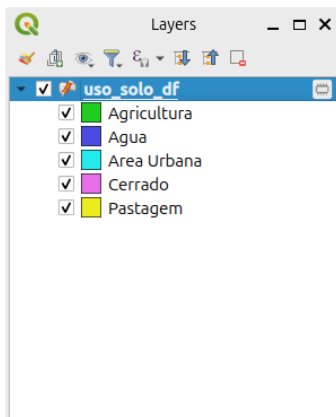 Layers
uso_solo_df
Agricultura
Agua
Area Urbana
Cerrado
Pastagem